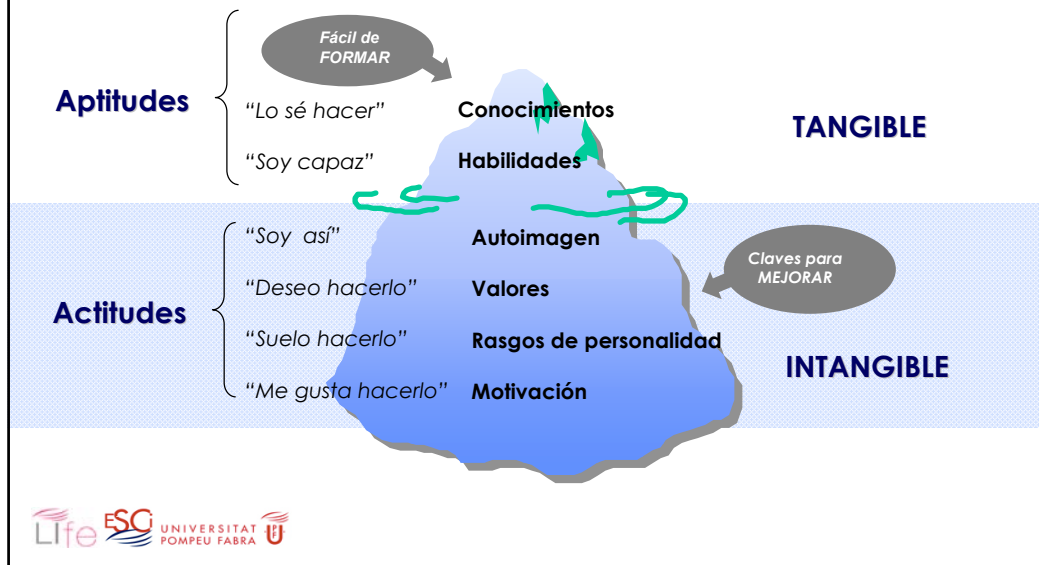 Fácil de
FORMAR
Aptitudes
“Lo sé hacer”
Conocimientos
TANGIBLE
“Soy capaz”
Habilidades
“Soy así”
Autoimagen
Claves para
MEJORAR
“Deseo hacerlo”
Valores
Actitudes
“Suelo hacerlo”
Rasgos de personalidad
INTANGIBLE
“Me gusta hacerlo”
Motivación
Life
ESCi
UNIVERSITAT
POMPEU FABRA